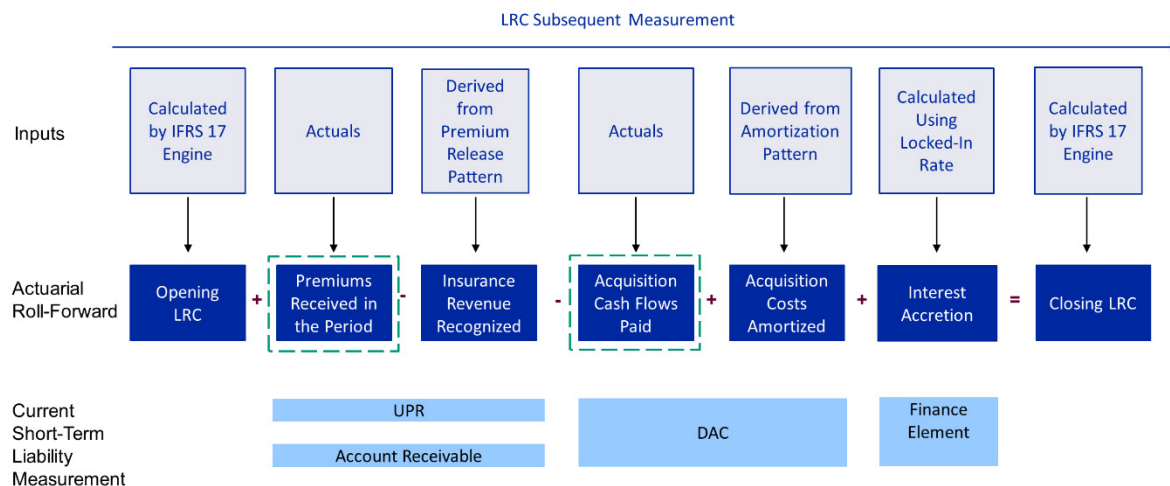 LRC Subsequent Measurement
Inputs
Calculated
by IFRS 17
Engine
Actuals
Derived
from
Premium
Release
Pattern
Actuals
Derived from
Amortization
Pattern
Calculated
Using
Locked-In
Rate
Calculated
by IFRS 17
Engine
Actuarial
Roll-Forward
Opening
LRC
+
Premiums
Received in
the Period
-
Insurance
Revenue
Recognized
-
Acquisition
Cash Flows
Paid
+
Acquisition
Costs
Amortized
+
Interest
Accretion
=
Closing LRC
Current
Short-Term
Liability
Measurement
UPR
Account Receivable
DAC
Finance
Element